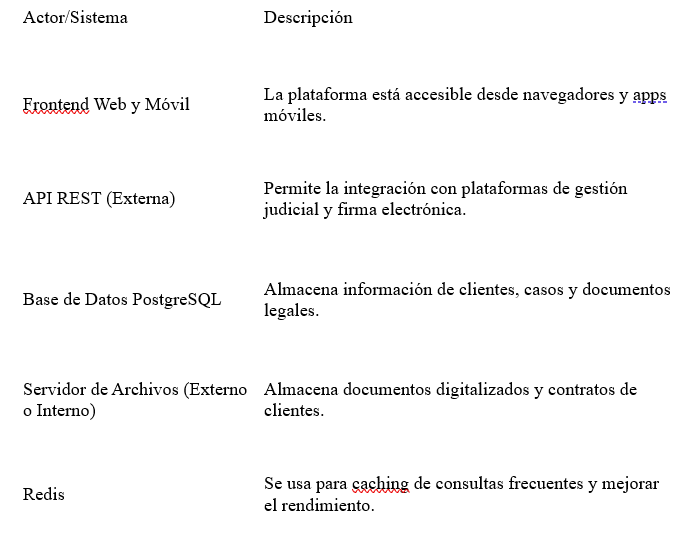 Actor/Sistema
Descripción
Frontend Web y Móvil
La plataforma está accesible desde navegadores y apps
móviles.
API REST (Externa)
Permite la integración con plataformas de gestión
judicial y firma electrónica.
Base de Datos PostgreSQL
Almacena información de clientes, casos y documentos
legales.
Servidor de Archivos (Externo
o Interno)
Almacena documentos digitalizados y contratos de
clientes.
Redis
Se usa para caching de consultas frecuentes y mejorar
el rendimiento.